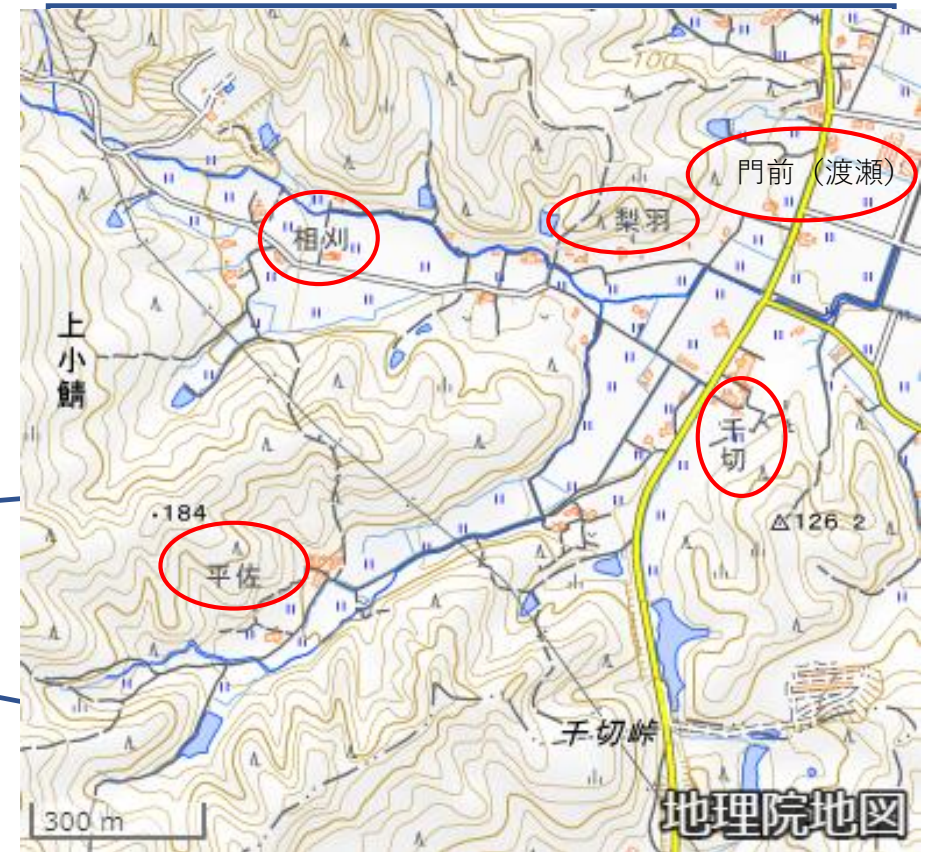 100
門前（渡瀬）
梨羽
相刈
上小鯖
千切
・184
126.2
平佐
千切峠
300 m
地理院地図